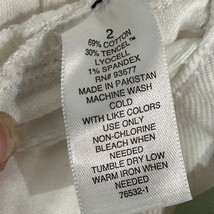 2
69% COTTON
30% TENCEL™
LYOCELL
1% SPANDEX
RN# 93677
MADE IN PAKISTAN
MACHINE WASH
COLD
WITH LIKE COLORS
USE ONLY
NON-CHLORINE
BLEACH WHEN
NEEDED
TUMBLE DRY LOW
WARM IRON WHEN
NEEDED
76532-1